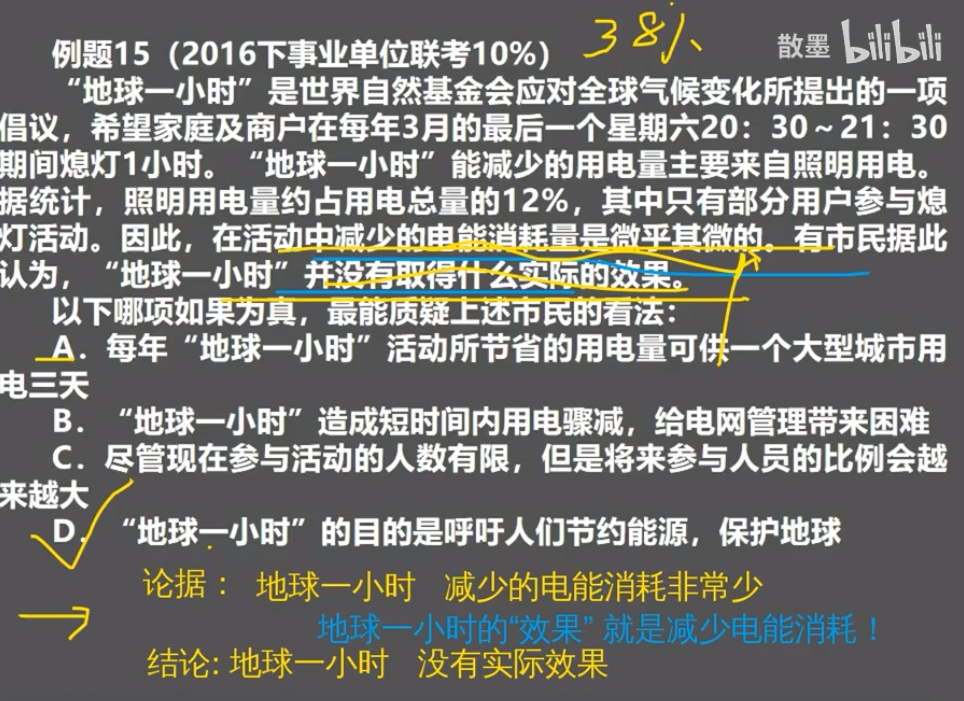 38%
散墨 bilibili
例题15（2016下事业单位联考10%）
“地球一小时”是世界自然基金会应对全球气候变化所提出的一项
倡议，希望家庭及商户在每年3月的最后一个星期六20：30～21：30
期间熄灯1小时。“地球一小时”能减少的用电量主要来自照明用电。
据统计，照明用电量约占用电总量的12%，其中只有部分用户参与熄
灯活动。因此，在活动中减少的电能消耗量是微乎其微的。有市民据此
认为，“地球一小时”并没有取得什么实际的效果。
以下哪项如果为真，最能质疑上述市民的看法：
A．每年“地球一小时”活动所节省的用电量可供一个大型城市用
电三天
B．“地球一小时”造成短时间内用电骤减，给电网管理带来困难
C．尽管现在参与活动的人数有限，但是将来参与人员的比例会越
来越大
D．“地球一小时”的目的是呼吁人们节约能源，保护地球
论据： 地球一小时 减少的电能消耗非常少
地球一小时的“效果” 就是减少电能消耗！
结论: 地球一小时 没有实际效果